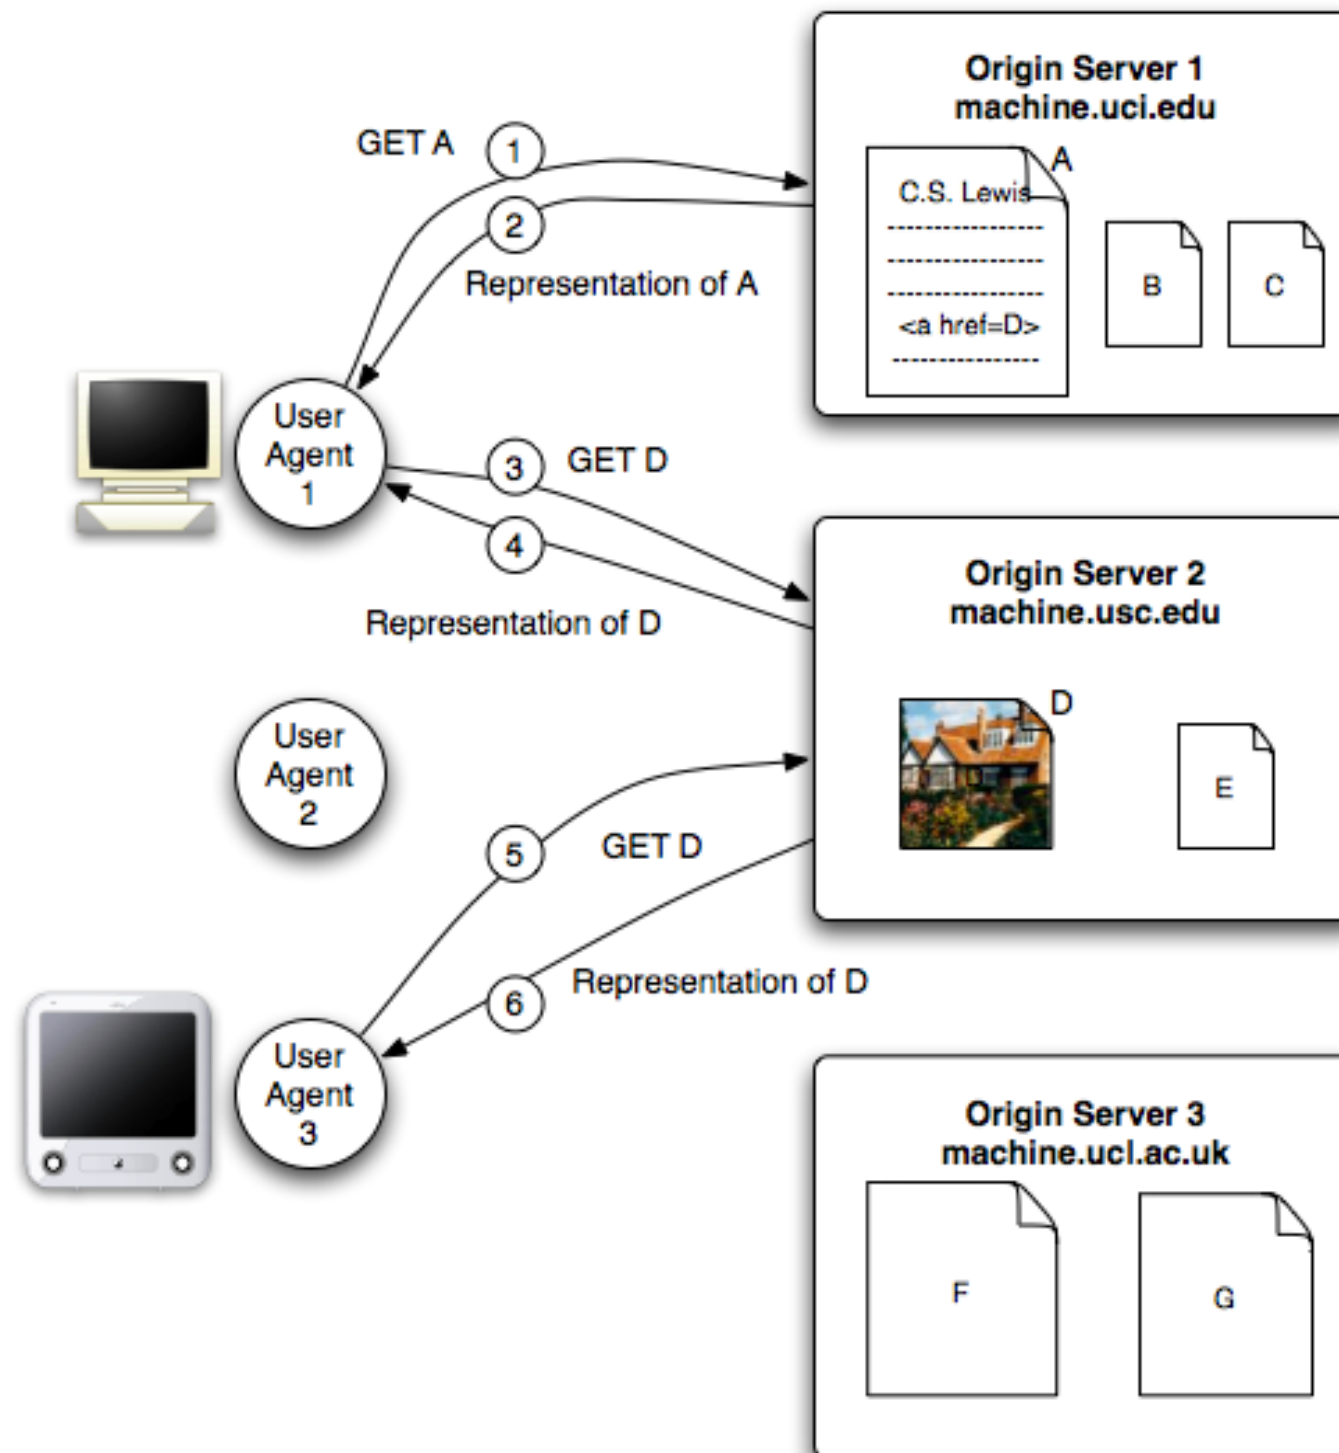 Origin Server 1
machine.uci.edu
GET A
1
A
C.S. Lewis
2
Representation of A
B
C
<a href=D>
User
Agent
1
3
GET D
4
Origin Server 2
machine.usc.edu
Representation of D
D
User
Agent
2
E
5
GET D
6
Representation of D
User
Agent
3
Origin Server 3
machine.ucl.ac.uk
F
G